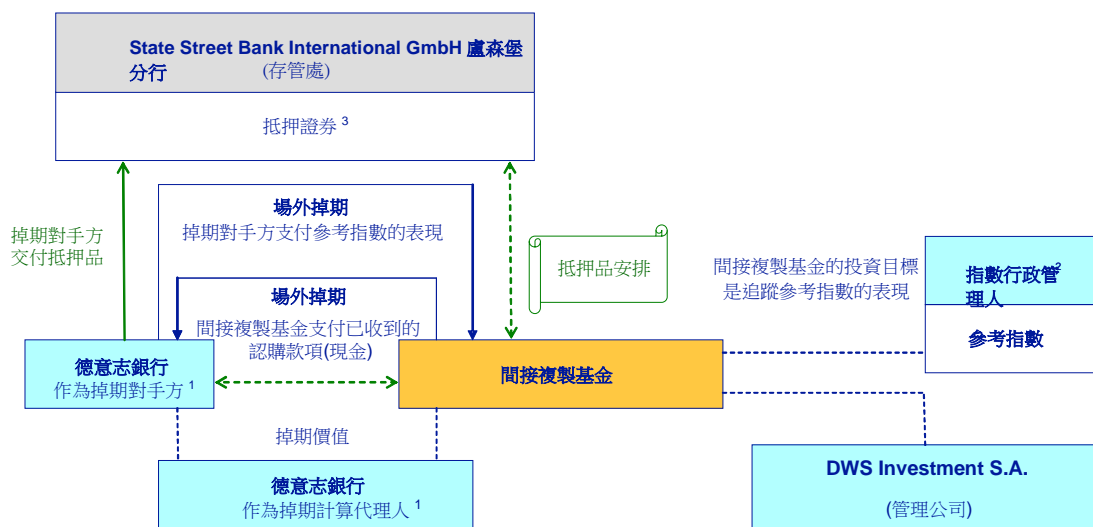 State Street Bank International GmbH 盧森堡
分行 (存管處)
抵押證券 3
場外掉期
掉期對手方支付參考指數的表現
掉期對手方
交付抵押品
抵押品安排
場外掉期
間接複製基金支付已收到的
認購款項(現金)
間接複製基金的投資目標
是追蹤參考指數的表現
指數行政管2
理人
參考指數
德意志銀行
作為掉期對手方 1
間接複製基金
掉期價值
德意志銀行
作為掉期計算代理人 1
DWS Investment S.A.
(管理公司)